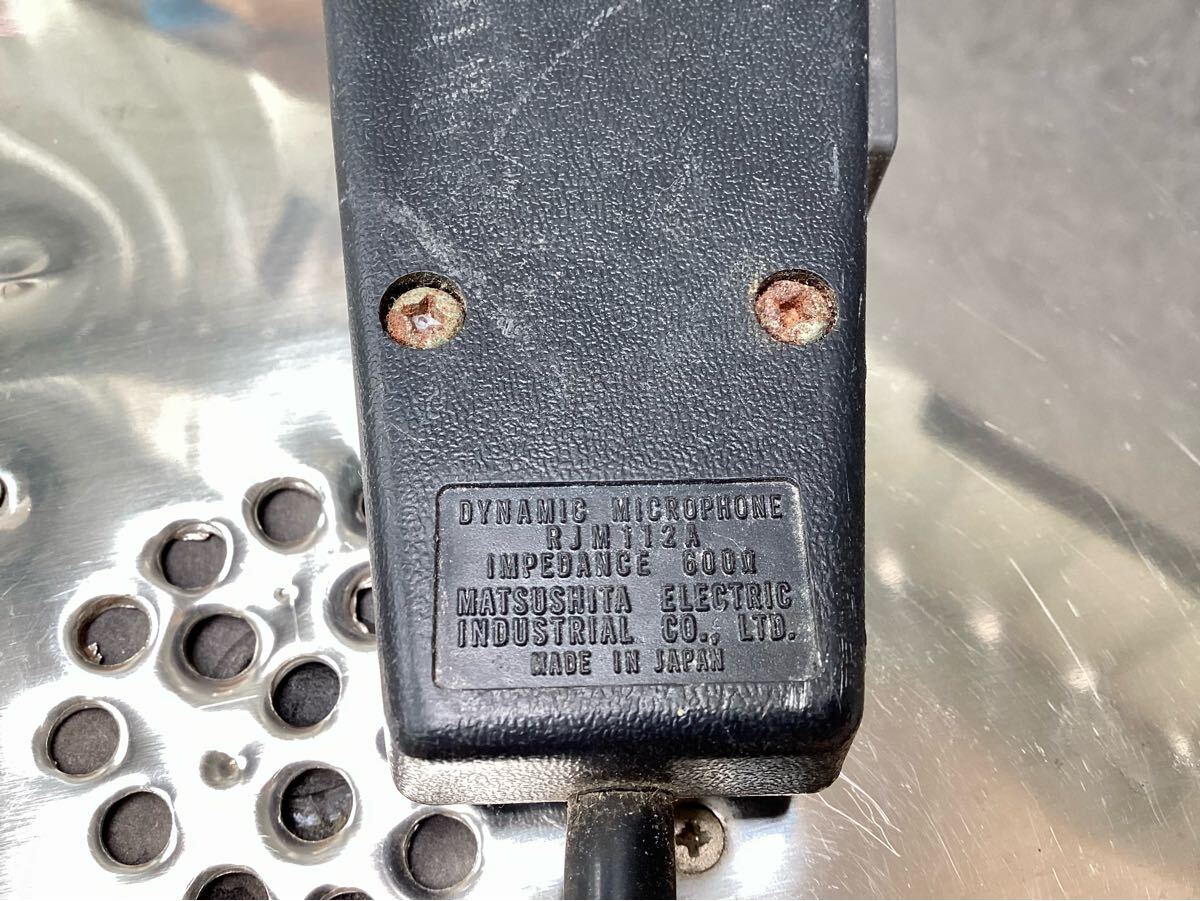 DYNAMIC MICROPHONE
RJM112A
IMPEDANCE 600Ω
MATSUSHITA ELECTRIC
INDUSTRIAL CO., LTD.
MADE IN JAPAN